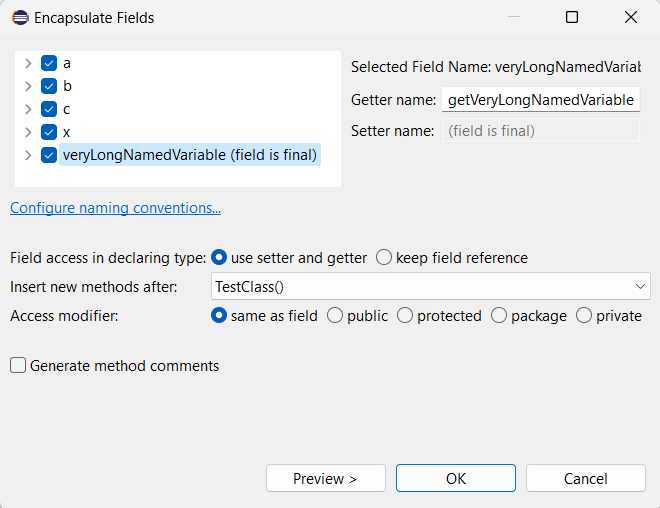 Encapsulate Fields
a
b
c
x
veryLongNamedVariable (field is final)
Selected Field Name: veryLongNamedVariab
Getter name: getVeryLongNamedVariable
Setter name: (field is final)
Configure naming conventions...
Field access in declaring type: use setter and getter keep field reference
Insert new methods after: TestClass()
Access modifier: same as field public protected package private
Generate method comments
Preview > OK Cancel